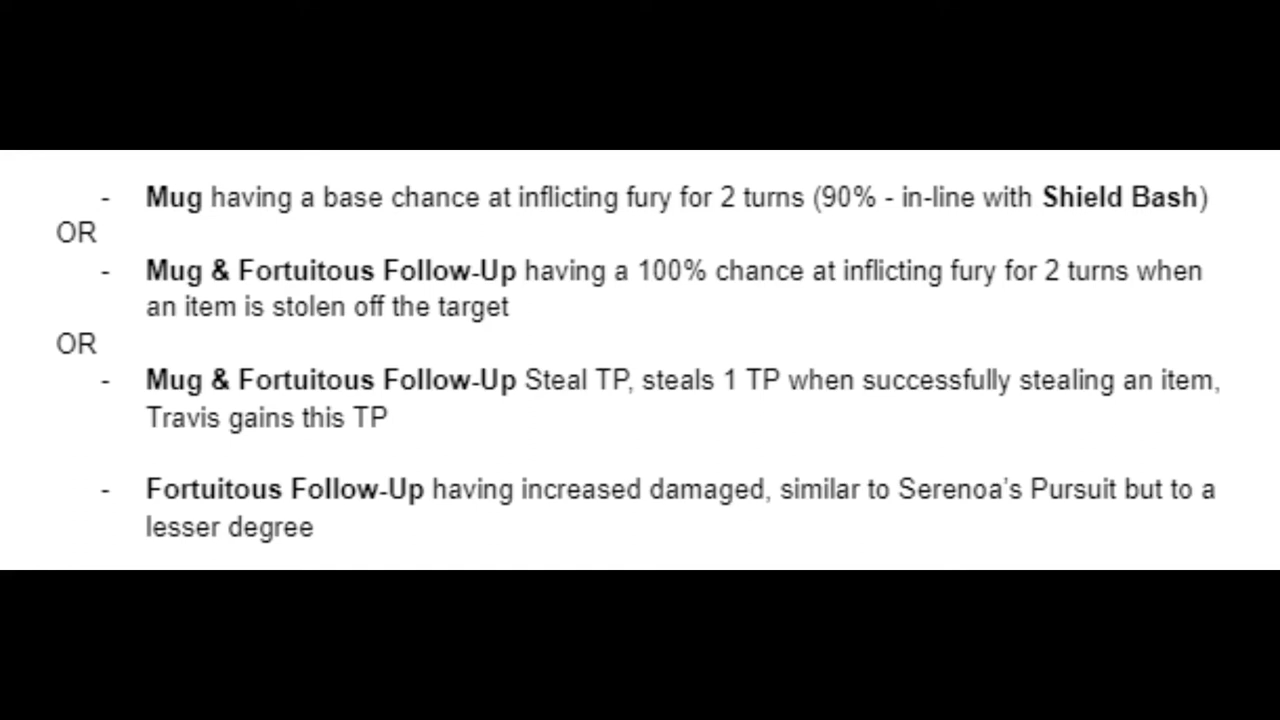 - Mug having a base chance at inflicting fury for 2 turns (90% - in-line with Shield Bash)
OR
- Mug & Fortuitous Follow-Up having a 100% chance at inflicting fury for 2 turns when
an item is stolen off the target
OR
- Mug & Fortuitous Follow-Up Steal TP, steals 1 TP when successfully stealing an item,
Travis gains this TP
- Fortuitous Follow-Up having increased damaged, similar to Serenoa's Pursuit but to a
lesser degree